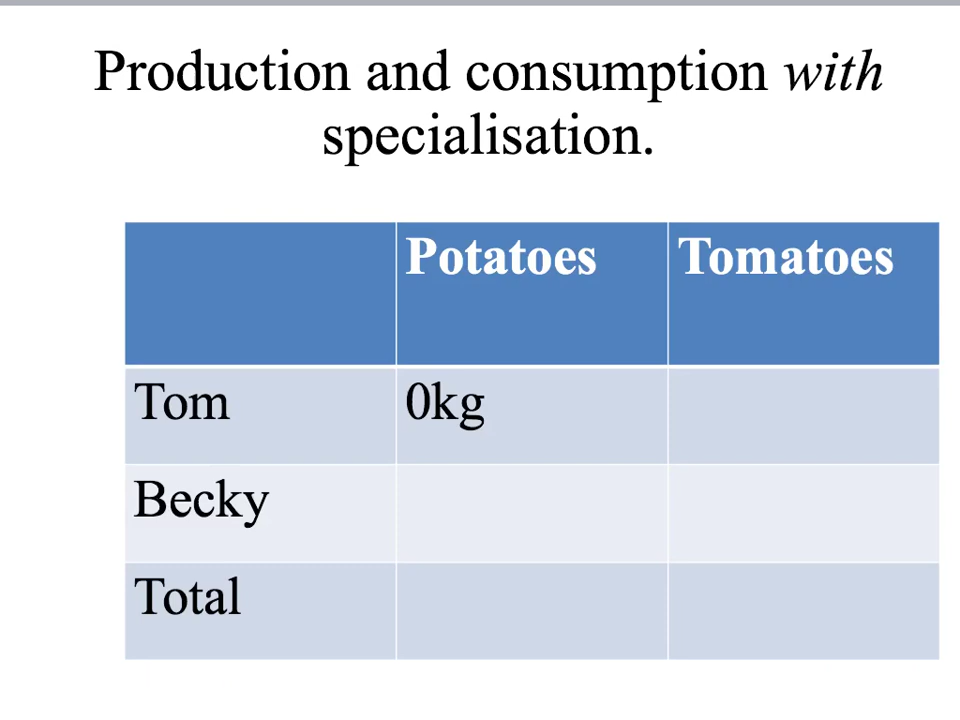 Production and consumption with
specialisation.
Potatoes Tomatoes
Tom 0kg
Becky
Total